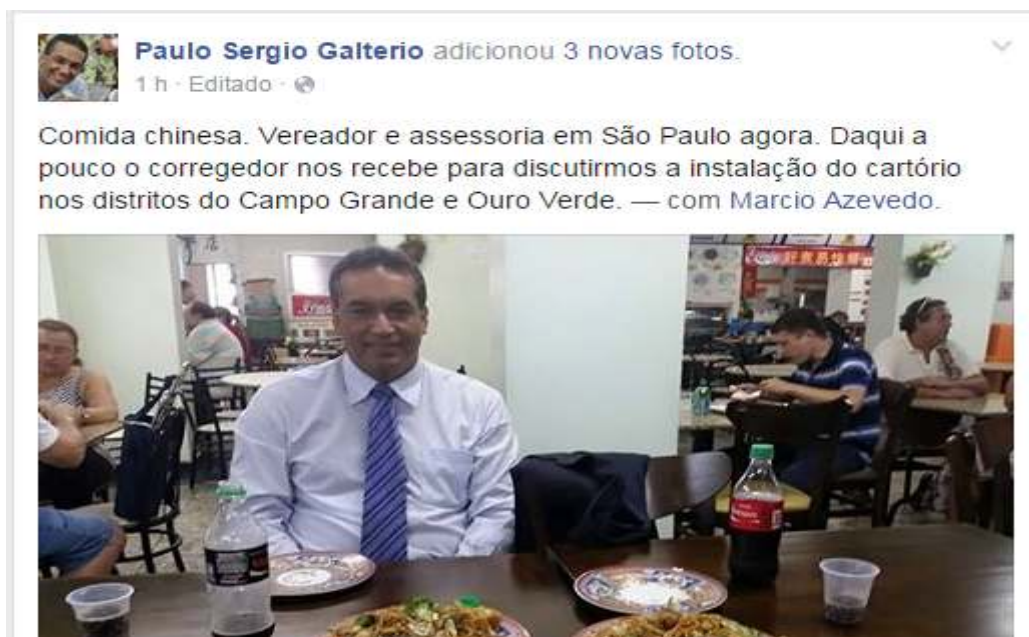 Paulo Sergio Galterio adicionou 3 novas fotos.
1 h · Editado ·
Comida chinesa. Vereador e assessoria em São Paulo agora. Daqui a
pouco o corregedor nos recebe para discutirmos a instalação do cartório
nos distritos do Campo Grande e Ouro Verde. — com Marcio Azevedo.
店